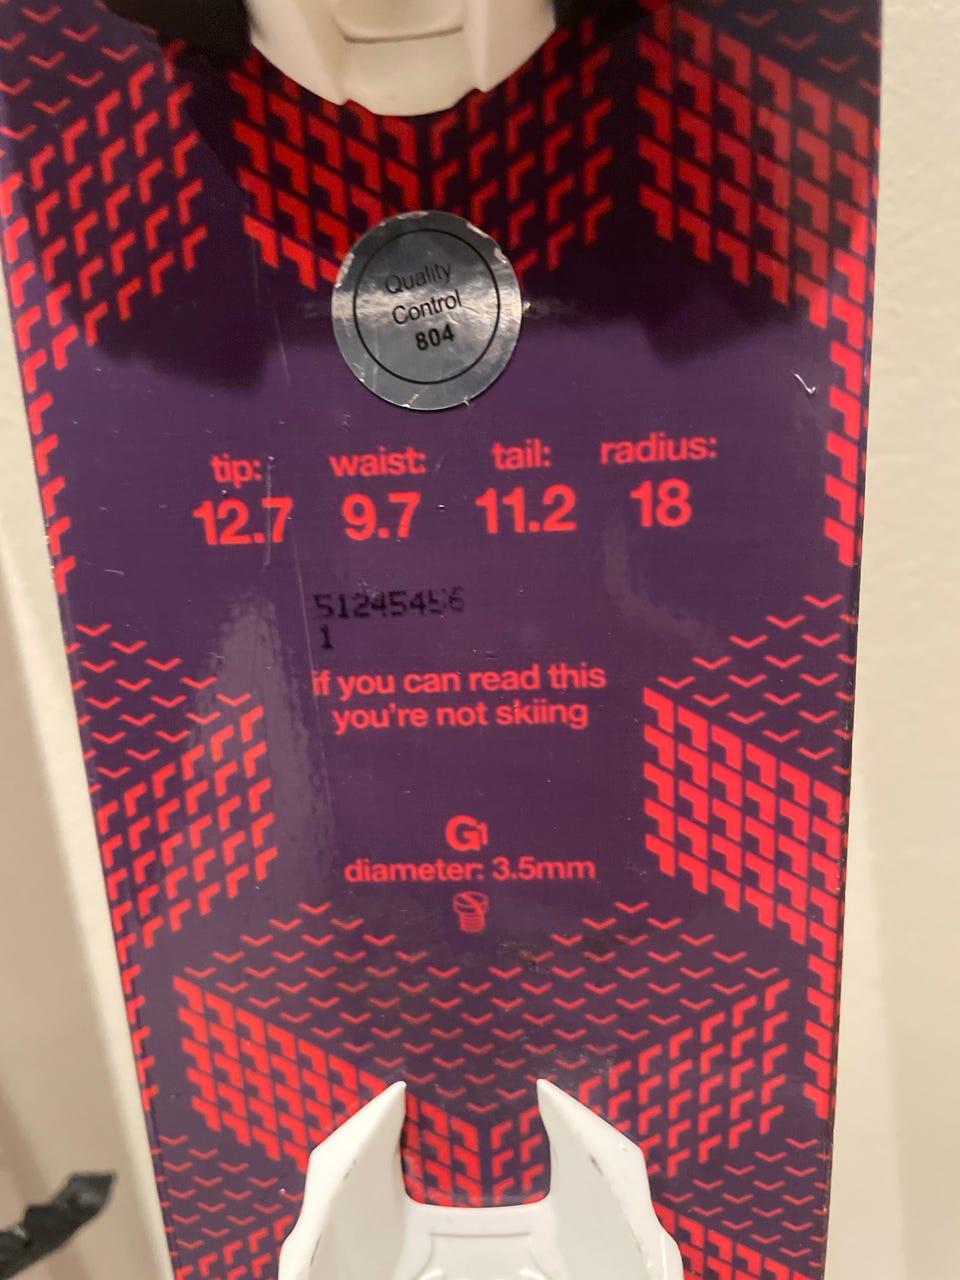 Quality
Control
804
tip: waist: tail: radius:
12.7 9.7 11.2 18
1
if you can read this
you're not skiing
G1
diameter: 3.5mm